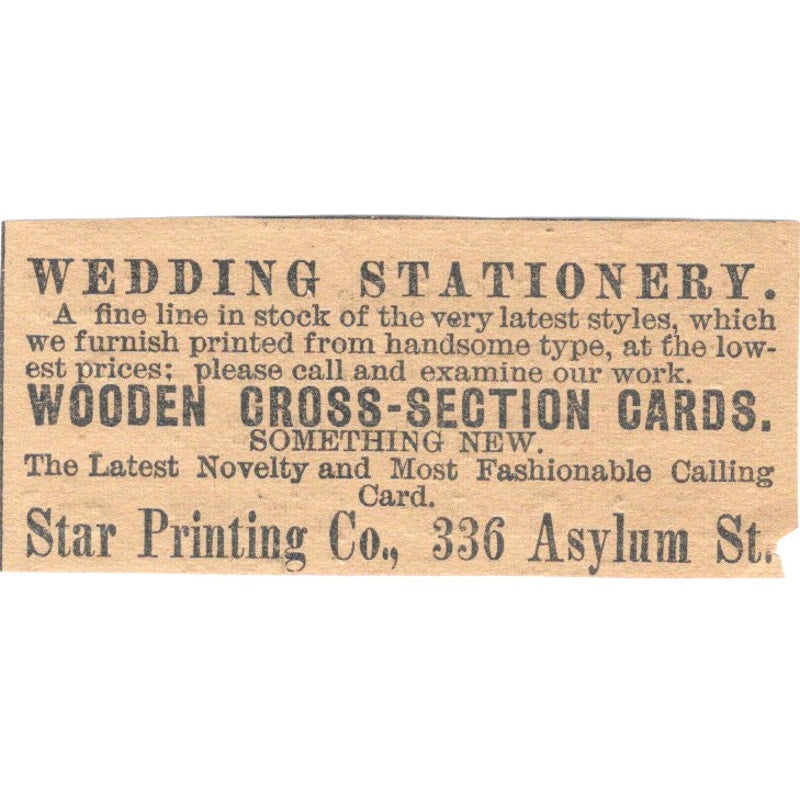 WEDDING STATIONERY.
A fine line in stock of the very latest styles, which
we furnish printed from handsome type, at the low-
est prices; please call and examine our work.
WOODEN CROSS-SECTION CARDS.
SOMETHING NEW.
The Latest Novelty and Most Fashionable Calling
Card.
Star Printing Co., 336 Asylum St.